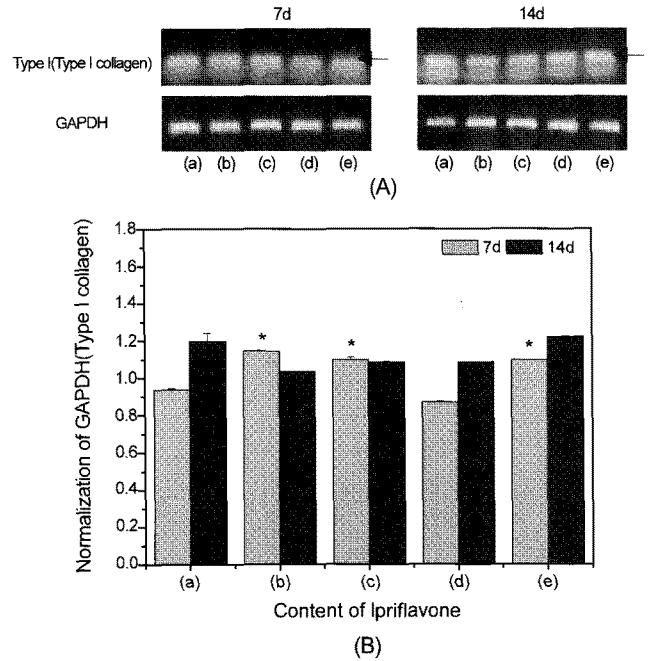 7d 14d
Type I(Type I collagen)
GAPDH
(a) (b) (c) (d) (e) (a) (b) (c) (d) (e)
(A)
Normalization of GAPDH(Type I collagen)
1.8
1.6
1.4
1.2
1.0
0.8
0.6
0.4
0.2
0.0
7d 14d
* * *
(a) (b) (c) (d) (e)
Content of Ipriflavone
(B)